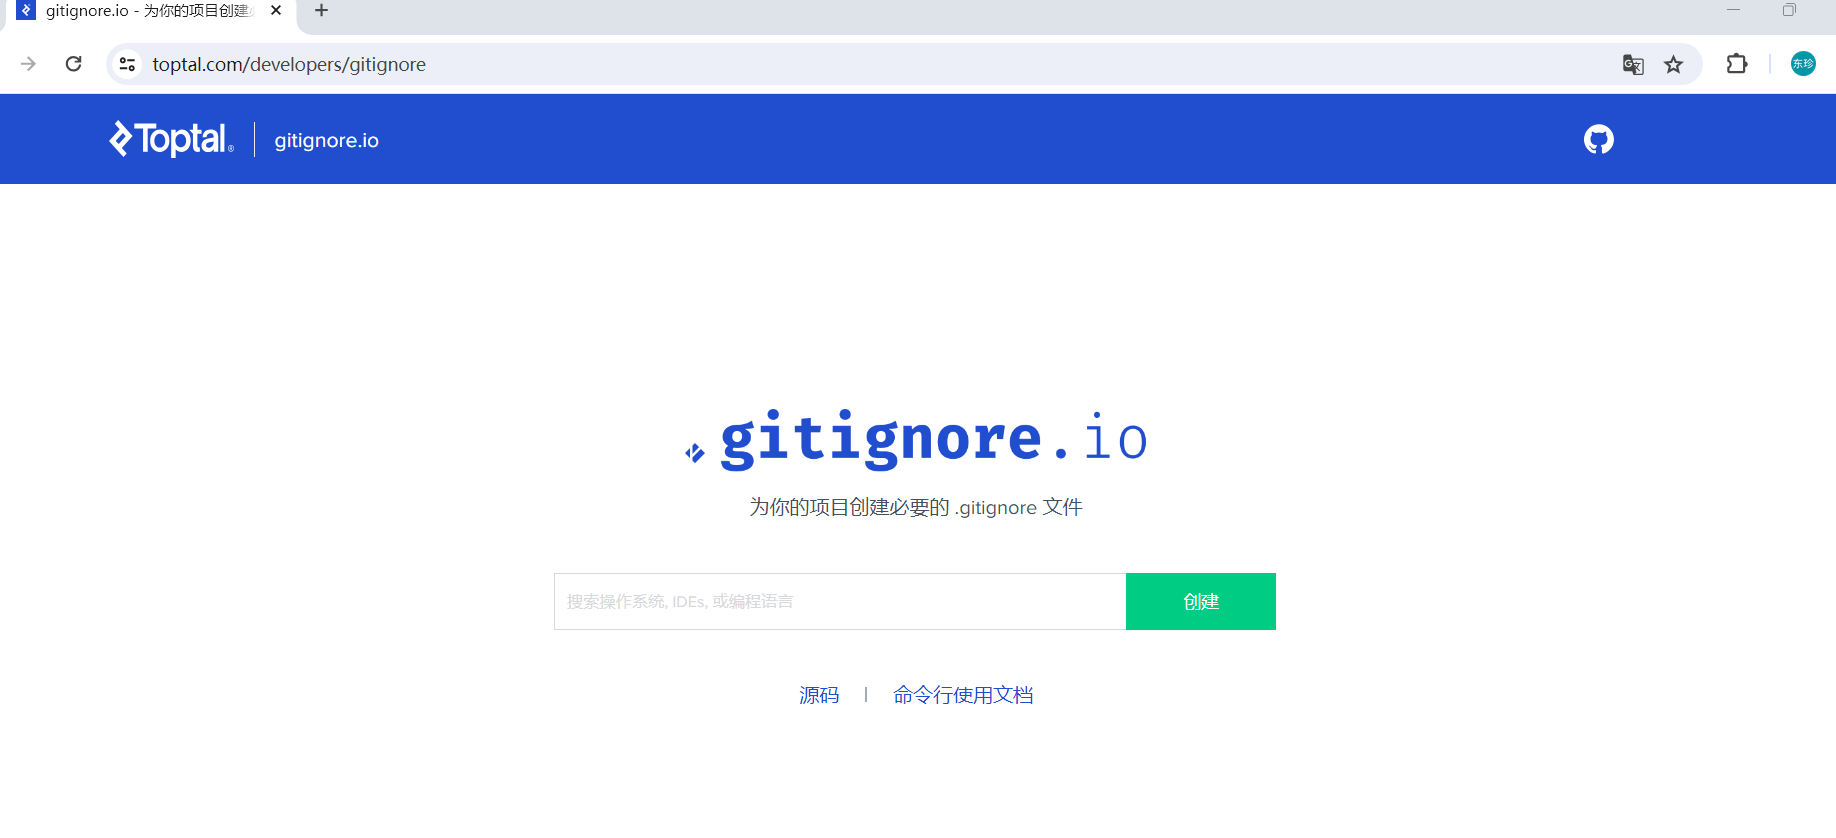 gitignore.io - 为你的项目创建
toptal.com/developers/gitignore
东珍
Toptal® gitignore.io
gitignore.io
为你的项目创建必要的 .gitignore 文件
搜索操作系统, IDEs, 或编程语言
创建
源码 | 命令行使用文档